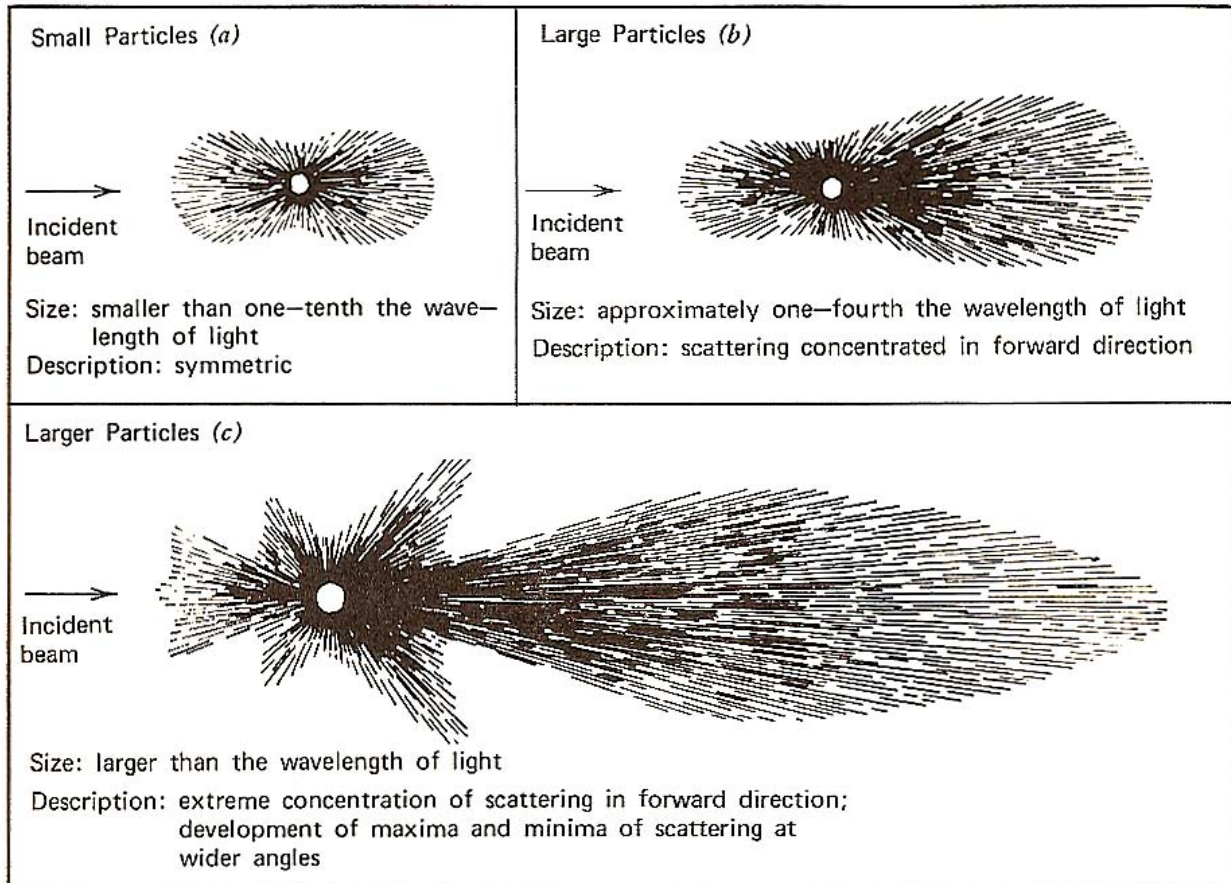 Small Particles (a)
Incident
beam
Size: smaller than one–tenth the wave–
length of light
Description: symmetric
Large Particles (b)
Incident
beam
Size: approximately one–fourth the wavelength of light
Description: scattering concentrated in forward direction
Larger Particles (c)
Incident
beam
Size: larger than the wavelength of light
Description: extreme concentration of scattering in forward direction;
development of maxima and minima of scattering at
wider angles